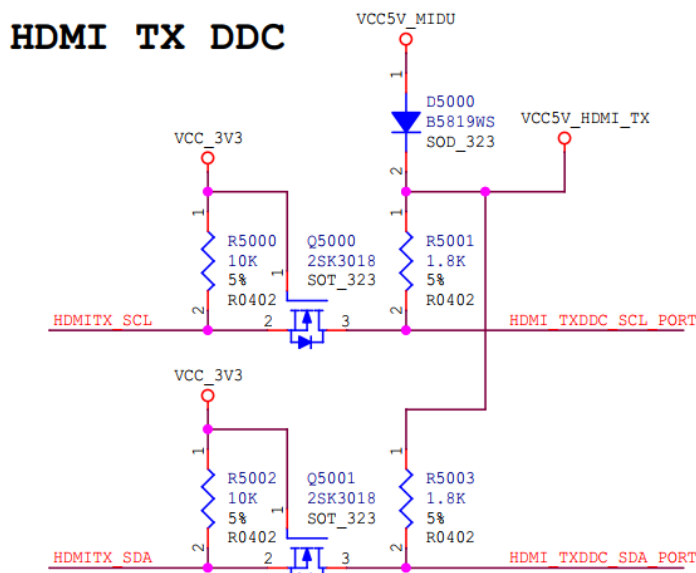 HDMI TX DDC
VCC5V_MIDU
1
D5000
B5819WS
SOD_323
2
VCC5V_HDMI_TX
VCC_3V3
1
R5000
10K
5%
R0402
2
Q5000
2SK3018
SOT_323
1
2
3
1
R5001
1.8K
5%
R0402
2
HDMITX_SCL
HDMI_TXDDC_SCL_PORT
VCC_3V3
1
R5002
10K
5%
R0402
2
Q5001
2SK3018
SOT_323
1
2
3
1
R5003
1.8K
5%
R0402
2
HDMITX_SDA
HDMI_TXDDC_SDA_PORT